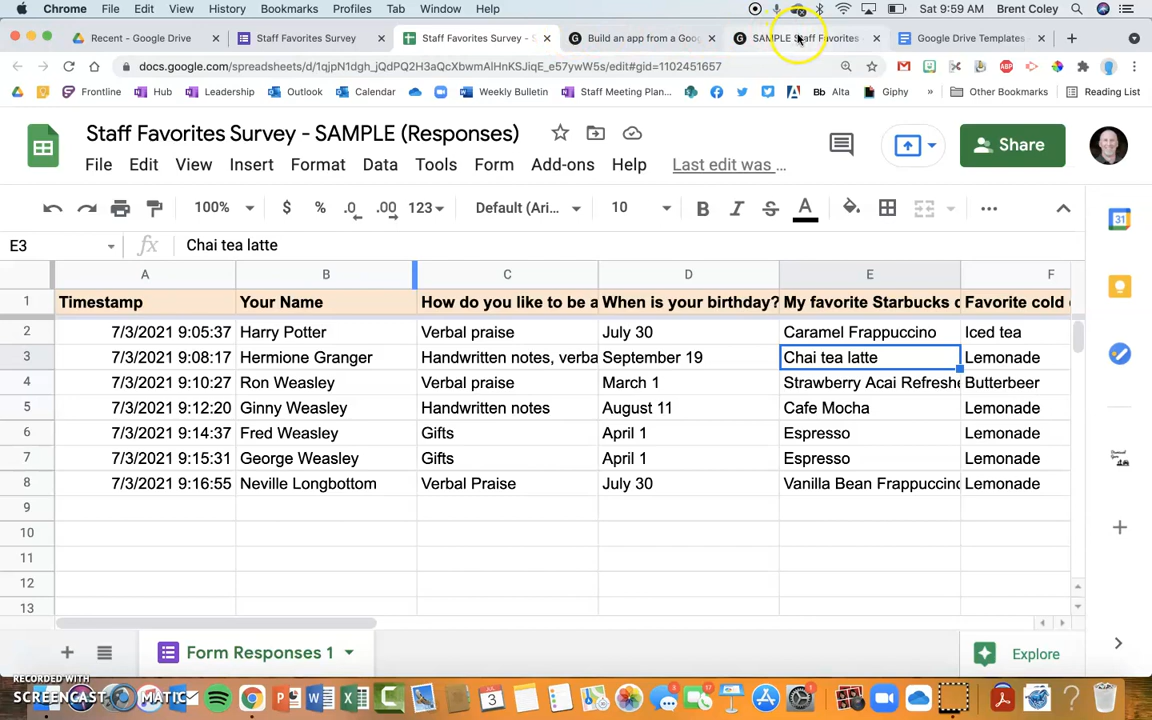 Chrome File Edit View History Bookmarks Profiles Tab Window Help Sat 9:59 AM Brent Coley
Recent - Google Drive Staff Favorites Survey Staff Favorites Survey - Build an app from a Goo SAMPLE Staff Favorites Google Drive Templates
docs.google.com/spreadsheets/d/1qjpN1dgh_jQdPQ2H3aQcXbwmAlHnKSJiqE_e57ywW5s/edit#gid=1102451657
Frontline Hub Leadership Outlook Calendar Weekly Bulletin Staff Meeting Plan... Bb Alta Giphy » Other Bookmarks Reading List
Staff Favorites Survey - SAMPLE (Responses)
Share
File Edit View Insert Format Data Tools Form Add-ons Help Last edit was ...
100% $ % .0 .00 123 Default (Ari... 10 B I S A
E3 fx Chai tea latte
A B C D E F
1 Timestamp Your Name How do you like to be a When is your birthday? My favorite Starbucks Favorite cold
2 7/3/2021 9:05:37 Harry Potter Verbal praise July 30 Caramel Frappuccino Iced tea
3 7/3/2021 9:08:17 Hermione Granger Handwritten notes, verba September 19 Chai tea latte Lemonade
4 7/3/2021 9:10:27 Ron Weasley Verbal praise March 1 Strawberry Acai Refreshe Butterbeer
5 7/3/2021 9:12:20 Ginny Weasley Handwritten notes August 11 Cafe Mocha Lemonade
6 7/3/2021 9:14:37 Fred Weasley Gifts April 1 Espresso Lemonade
7 7/3/2021 9:15:31 George Weasley Gifts April 1 Espresso Lemonade
8 7/3/2021 9:16:55 Neville Longbottom Verbal Praise July 30 Vanilla Bean Frappuccino Lemonade
9
10
11
12
13
Form Responses 1 Explore
RECORDED WITH
SCREENCAST MATIC